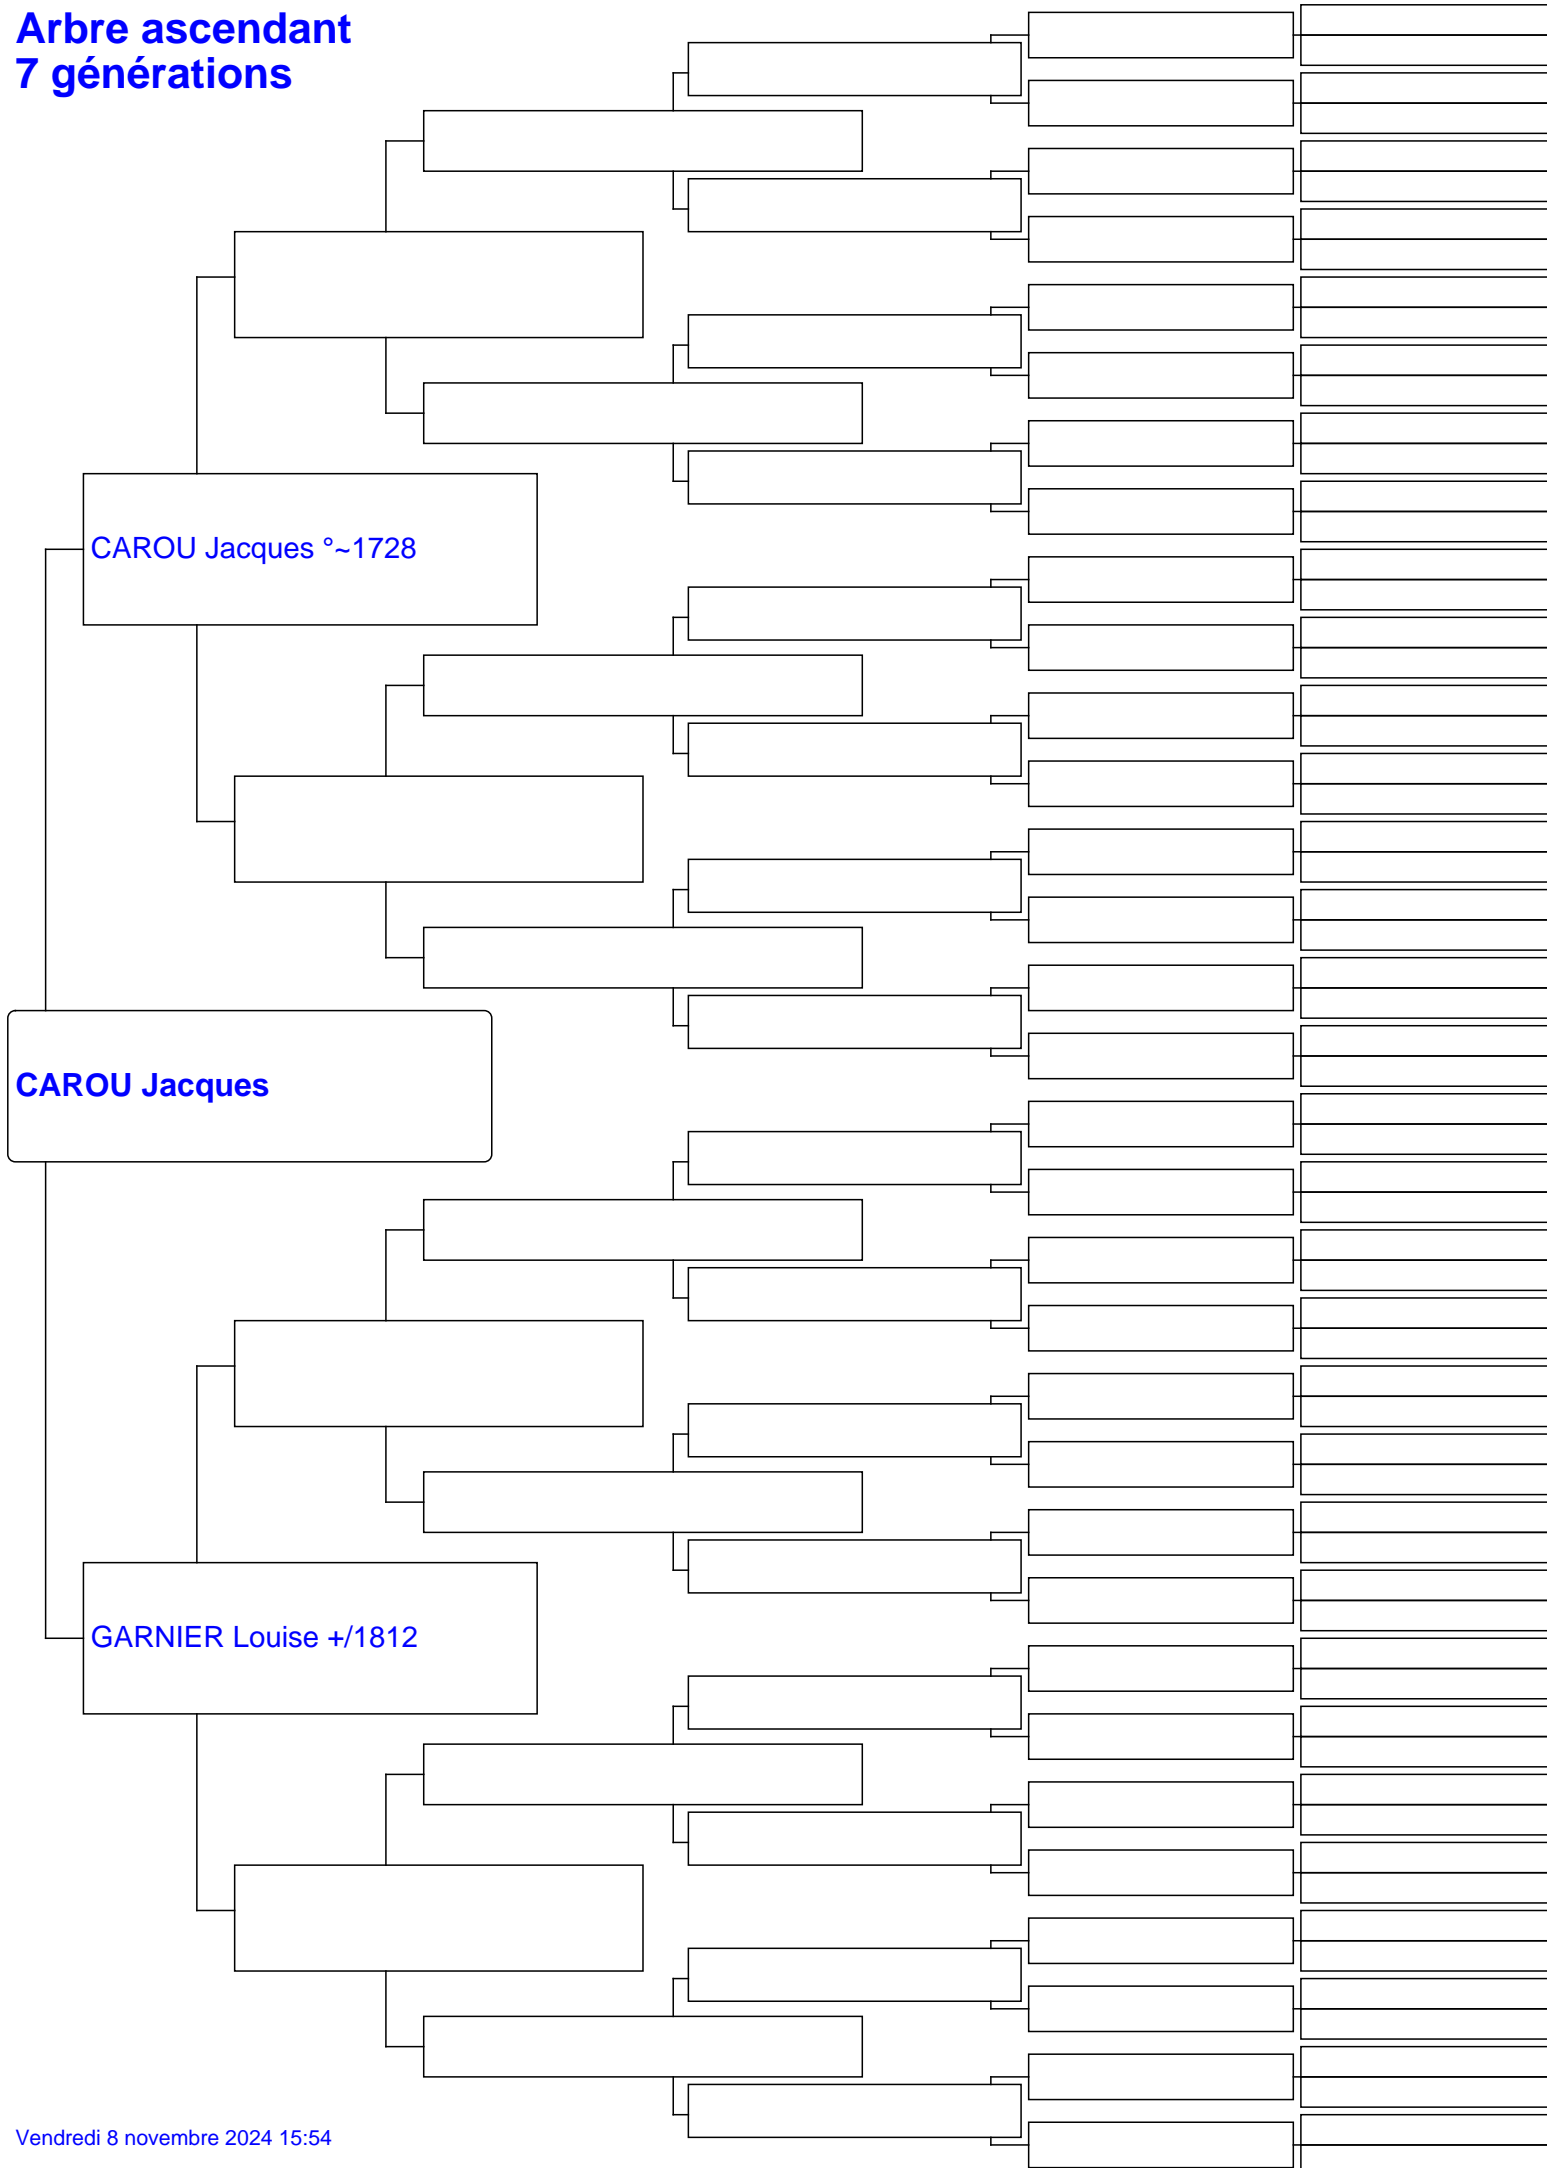 Arbre ascendant
7 générations
CAROU Jacques °~1728
CAROU Jacques
GARNIER Louise +/1812
Vendredi 8 novembre 2024 15:54